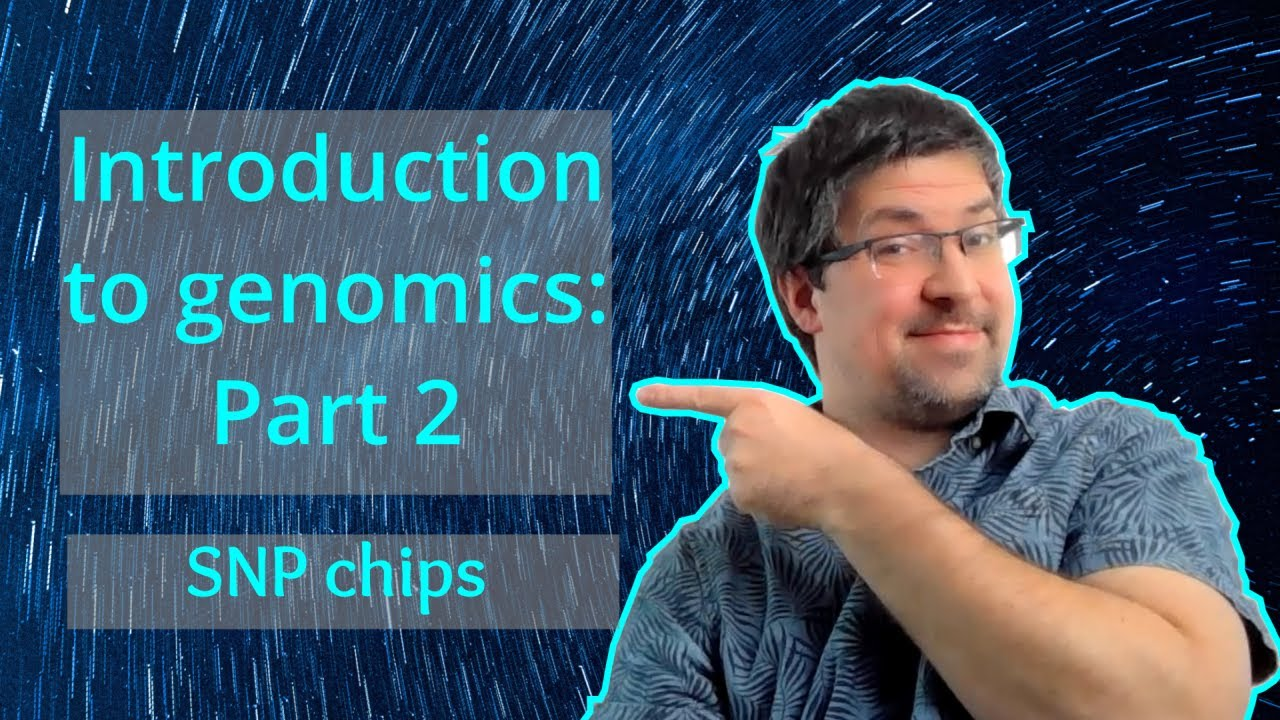 Introduction
to genomics:
Part 2
SNP chips